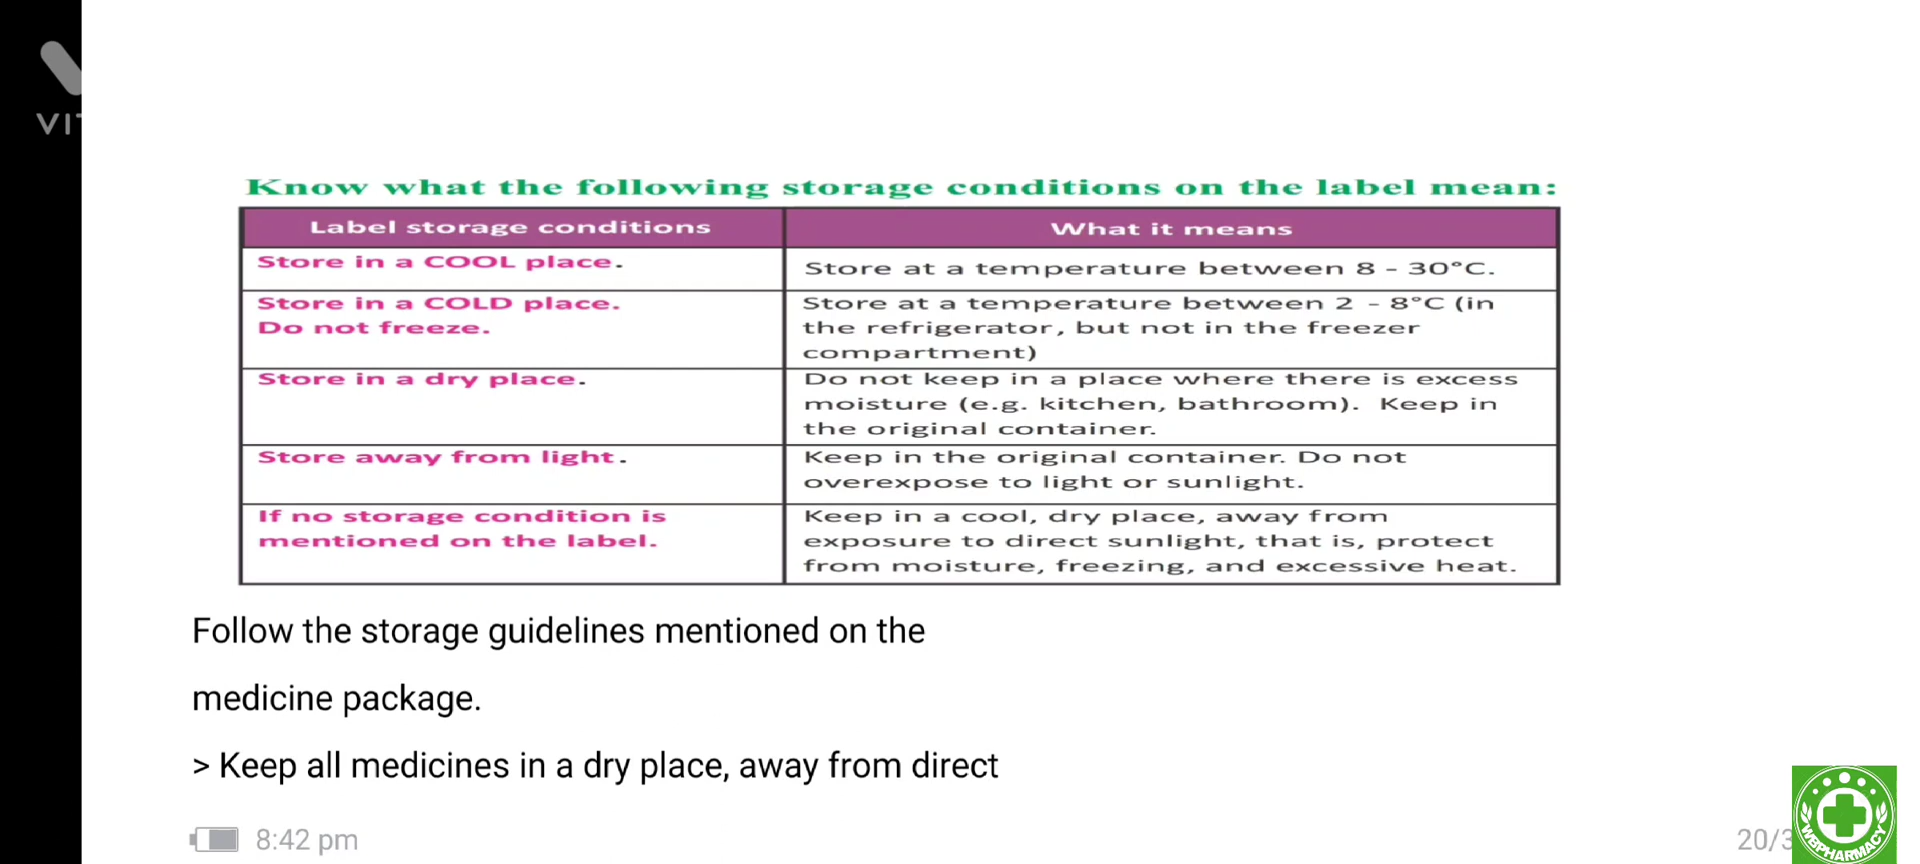 VIT
Know what the following storage conditions on the label mean:
Label storage conditions
What it means
Store in a COOL place.
Store at a temperature between 8 - 30°C.
Store in a COLD place.
Do not freeze.
Store at a temperature between 2 - 8°C (in
the refrigerator, but not in the freezer
compartment)
Store in a dry place.
Do not keep in a place where there is excess
moisture (e.g. kitchen, bathroom). Keep in
the original container.
Store away from light.
Keep in the original container. Do not
overexpose to light or sunlight.
If no storage condition is
mentioned on the label.
Keep in a cool, dry place, away from
exposure to direct sunlight, that is, protect
from moisture, freezing, and excessive heat.
Follow the storage guidelines mentioned on the
medicine package.
> Keep all medicines in a dry place, away from direct
8:42 pm
20/3
WBPHARMACY